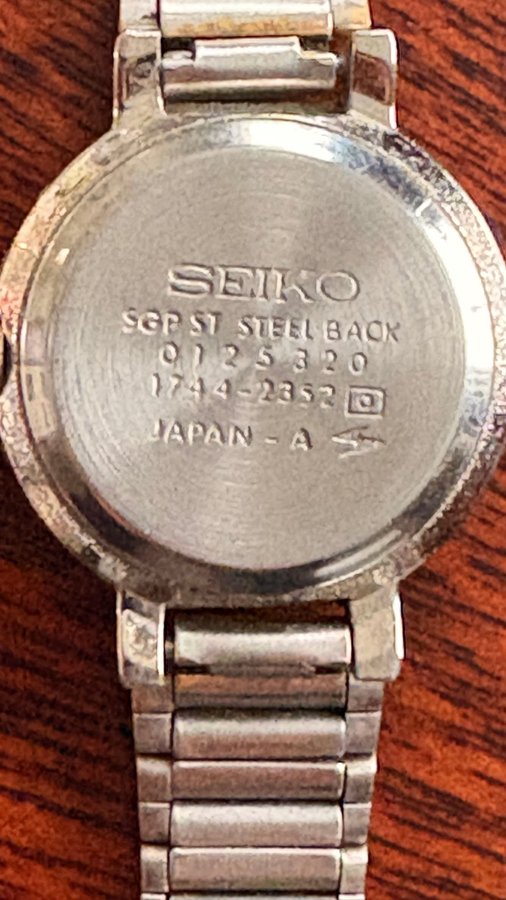 SEIKO
SGP ST STEEL BACK
0125320
1744-2352
JAPAN - A